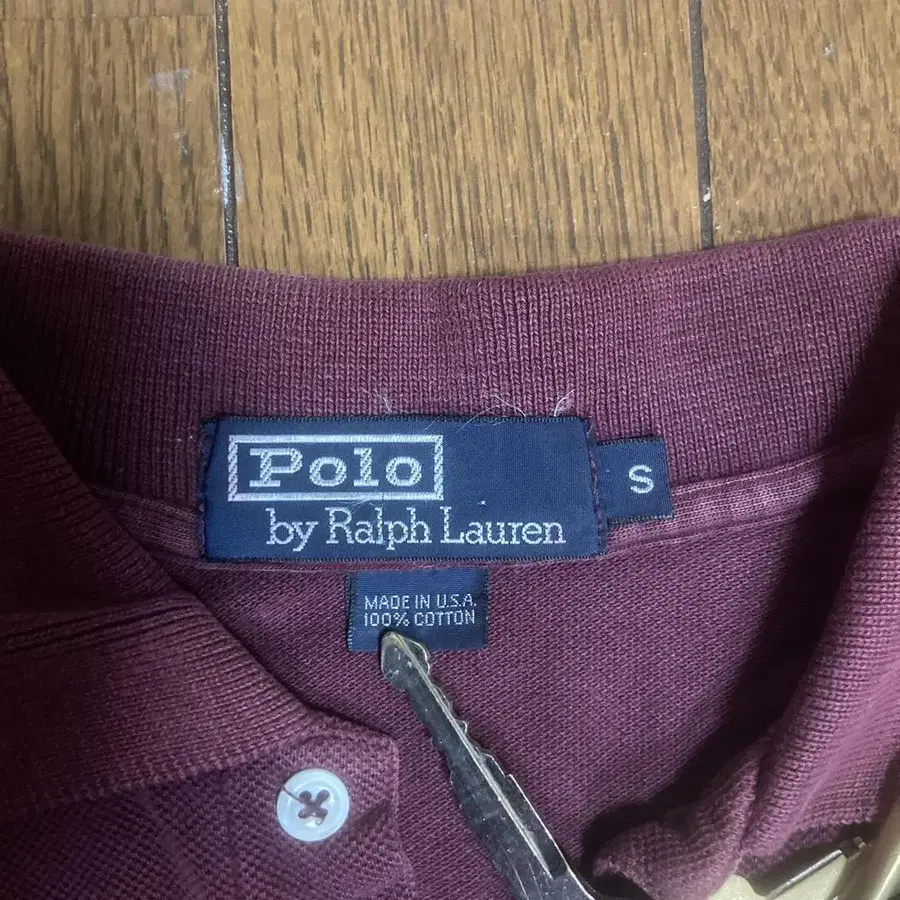 Polo
by Ralph Lauren
S
MADE IN U.S.A.
100% COTTON